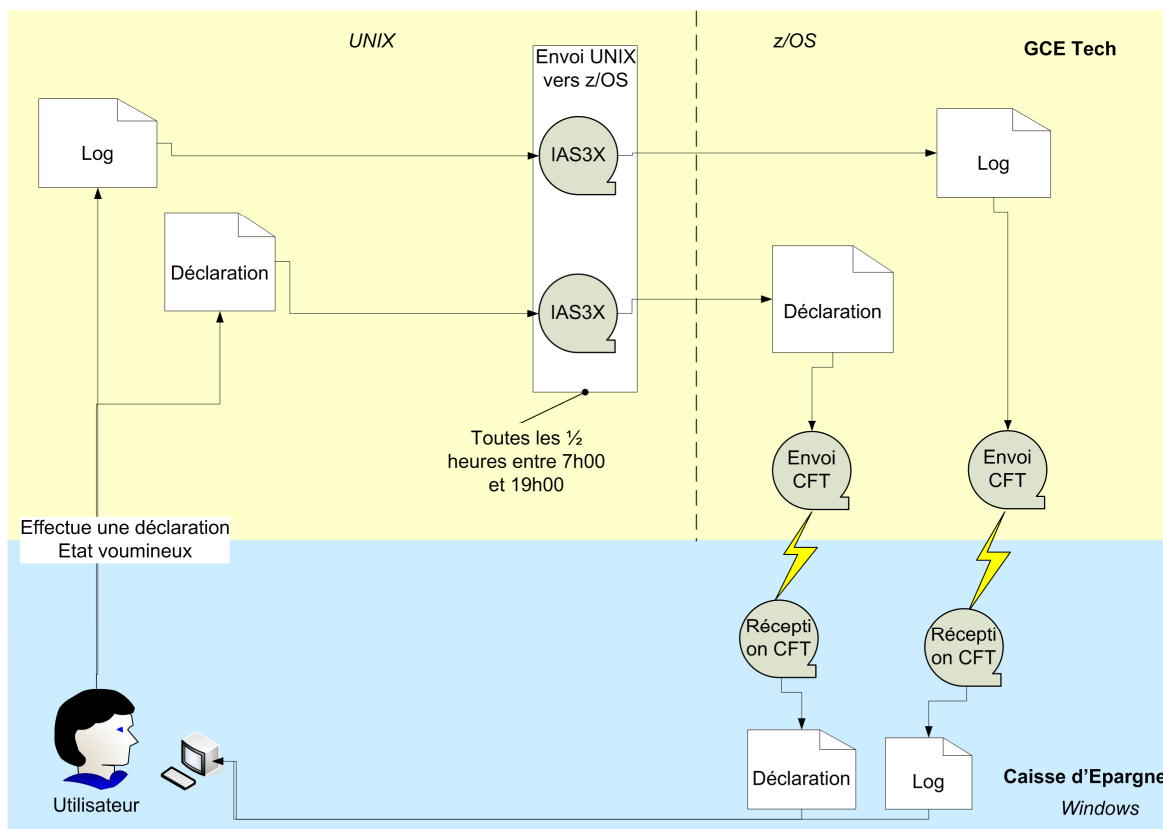 UNIX
z/OS
GCE Tech
Envoi UNIX
vers z/OS
Log
IAS3X
Log
Déclaration
IAS3X
Déclaration
Toutes les ½
heures entre 7h00
et 19h00
Envoi
CFT
Envoi
CFT
Effectue une déclaration
Etat voumineux
Récepti
on CFT
Récepti
on CFT
Déclaration
Log
Caisse d'Epargne
Windows
Utilisateur